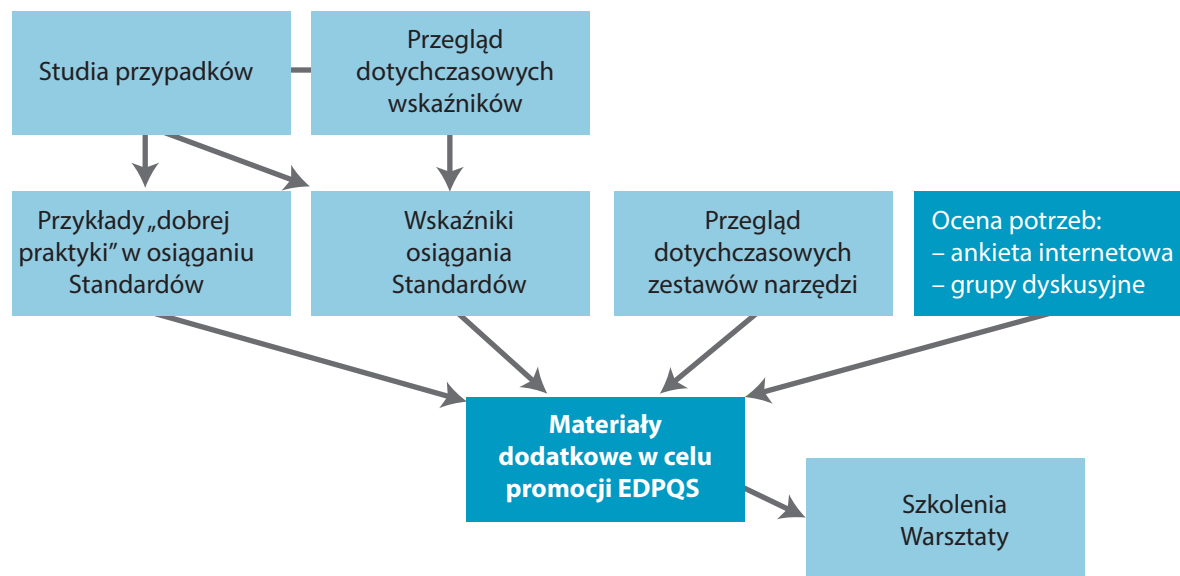 Studia przypadków
Przegląd
dotychczasowych
wskaźników
Przykłady „dobrej
praktyki” w osiąganiu
Standardów
Wskaźniki
osiągania
Standardów
Przegląd
dotychczasowych
zestawów narzędzi
Ocena potrzeb:
– ankieta internetowa
– grupy dyskusyjne
Materiały
dodatkowe w celu
promocji EDPQS
Szkolenia
Warsztaty